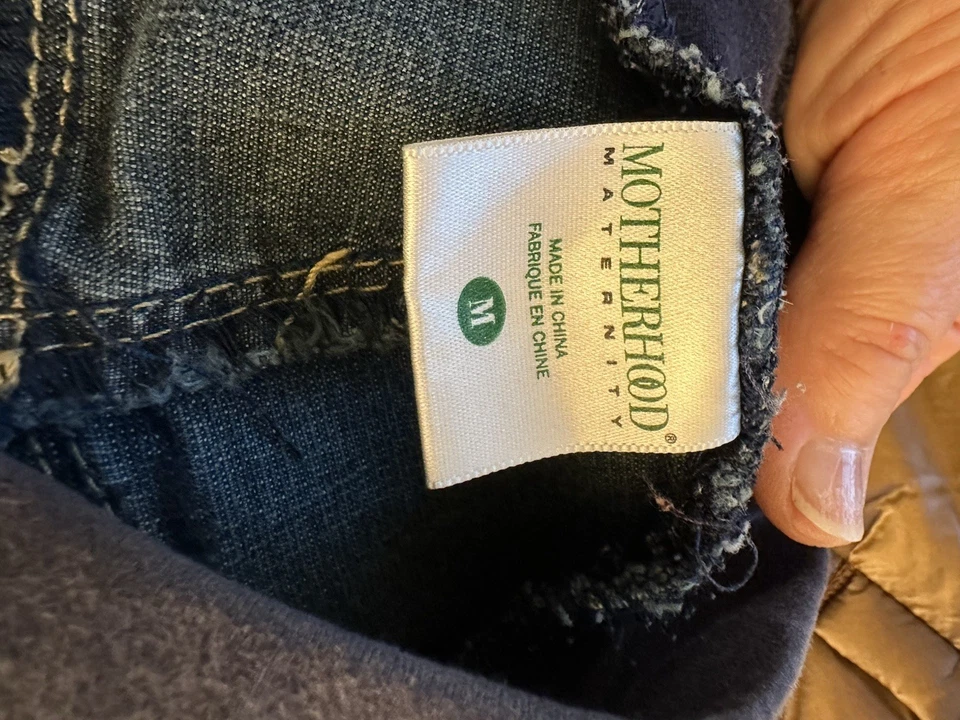 MOTHERHOOD®
MATERNITY
MADE IN CHINA
FABRIQUE EN CHINE
M